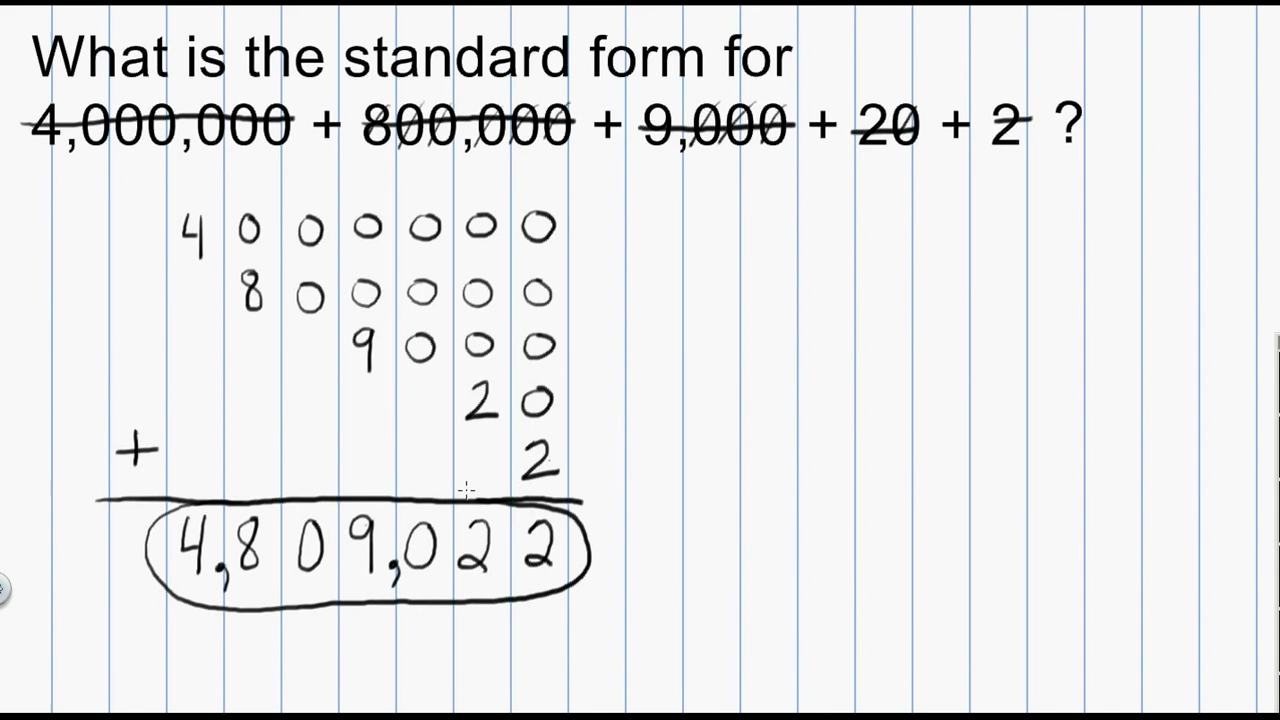 What is the standard form for
4,000,000 + 800,000 + 9,000 + 20 + 2 ?
4 0 0 0 0 0 0
8 0 0 0 0 0
9 0 0 0
2 0
+ 2
4,8 0 9,0 2 2